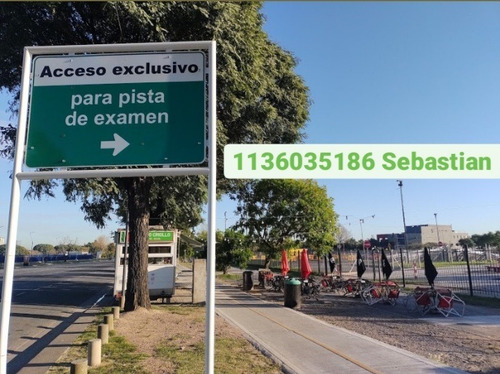 Acceso exclusivo
para pista
de examen
1136035186 Sebastian